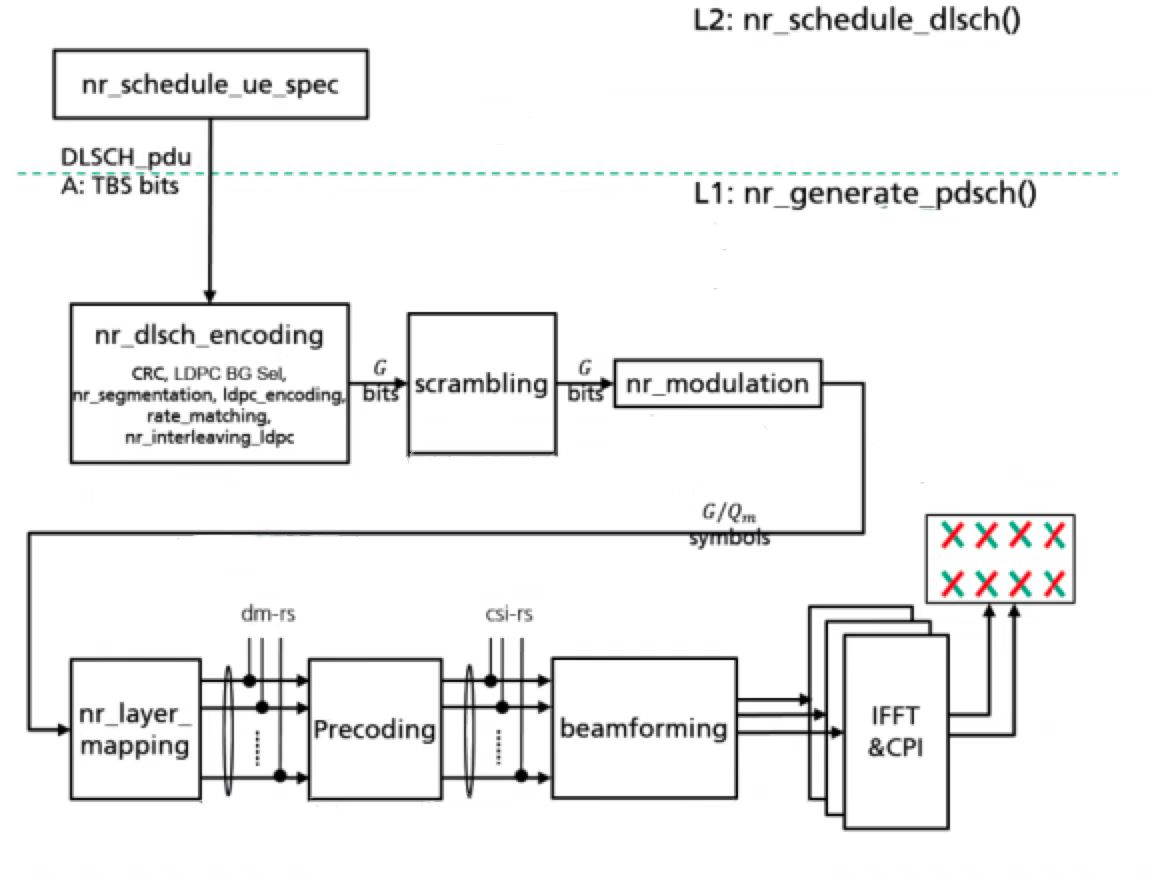 L2: nr_schedule_dlsch()
nr_schedule_ue_spec
DLSCH_pdu
A: TBS bits
L1: nr_generate_pdsch()
nr_dlsch_encoding
CRC, LDPC BG Sel,
nr_segmentation, ldpc_encoding,
rate_matching,
nr_interleaving_ldpc
G
bits
scrambling
G
bits
nr_modulation
G/Qm
symbols
dm-rs
csi-rs
nr_layer_
mapping
Precoding
beamforming
IFFT
&CPI